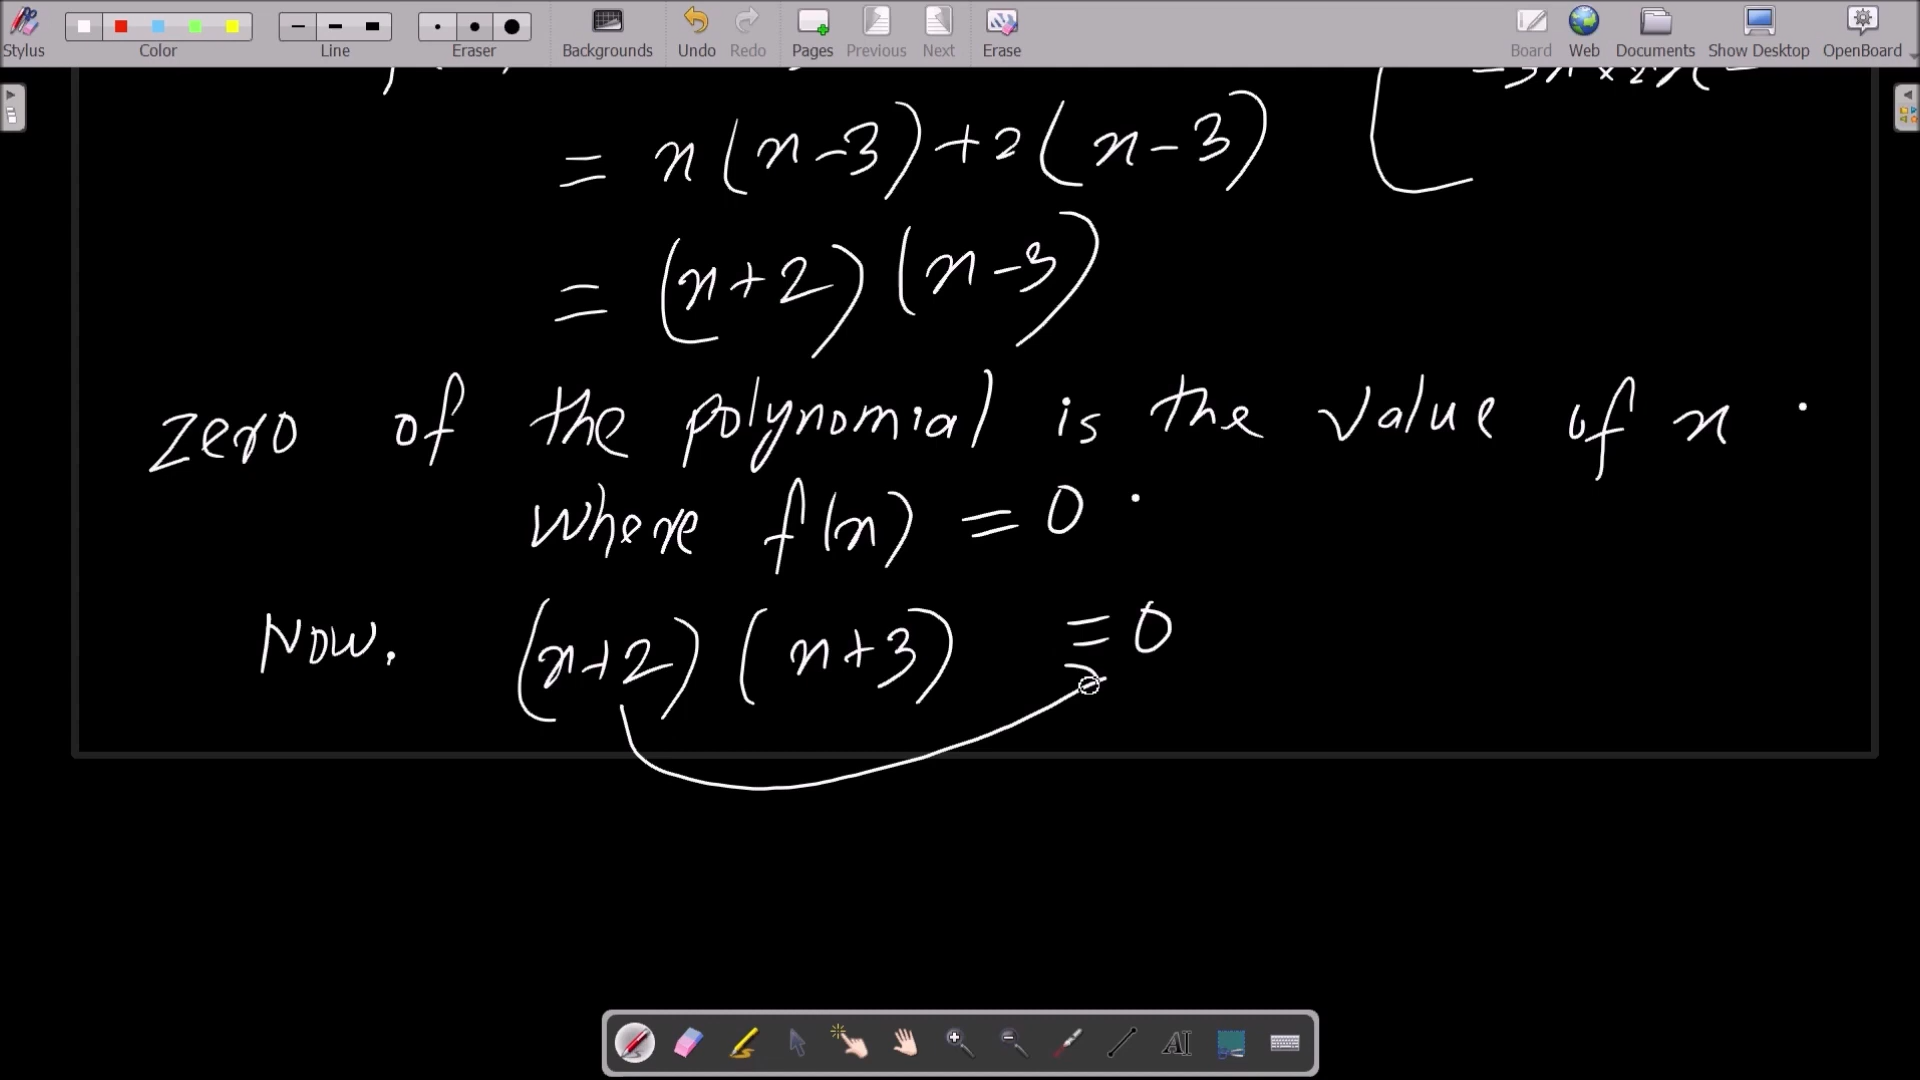 Stylus Color Line Eraser Backgrounds Undo Redo Pages Previous Next Erase Board Web Documents Show Desktop OpenBoard
= x(x-3)+2(x-3)
= (x+2)(x-3)
Zero of the polynomial is the value of x.
where f(x) = 0.
Now. (x+2)(x+3) = 0
AI